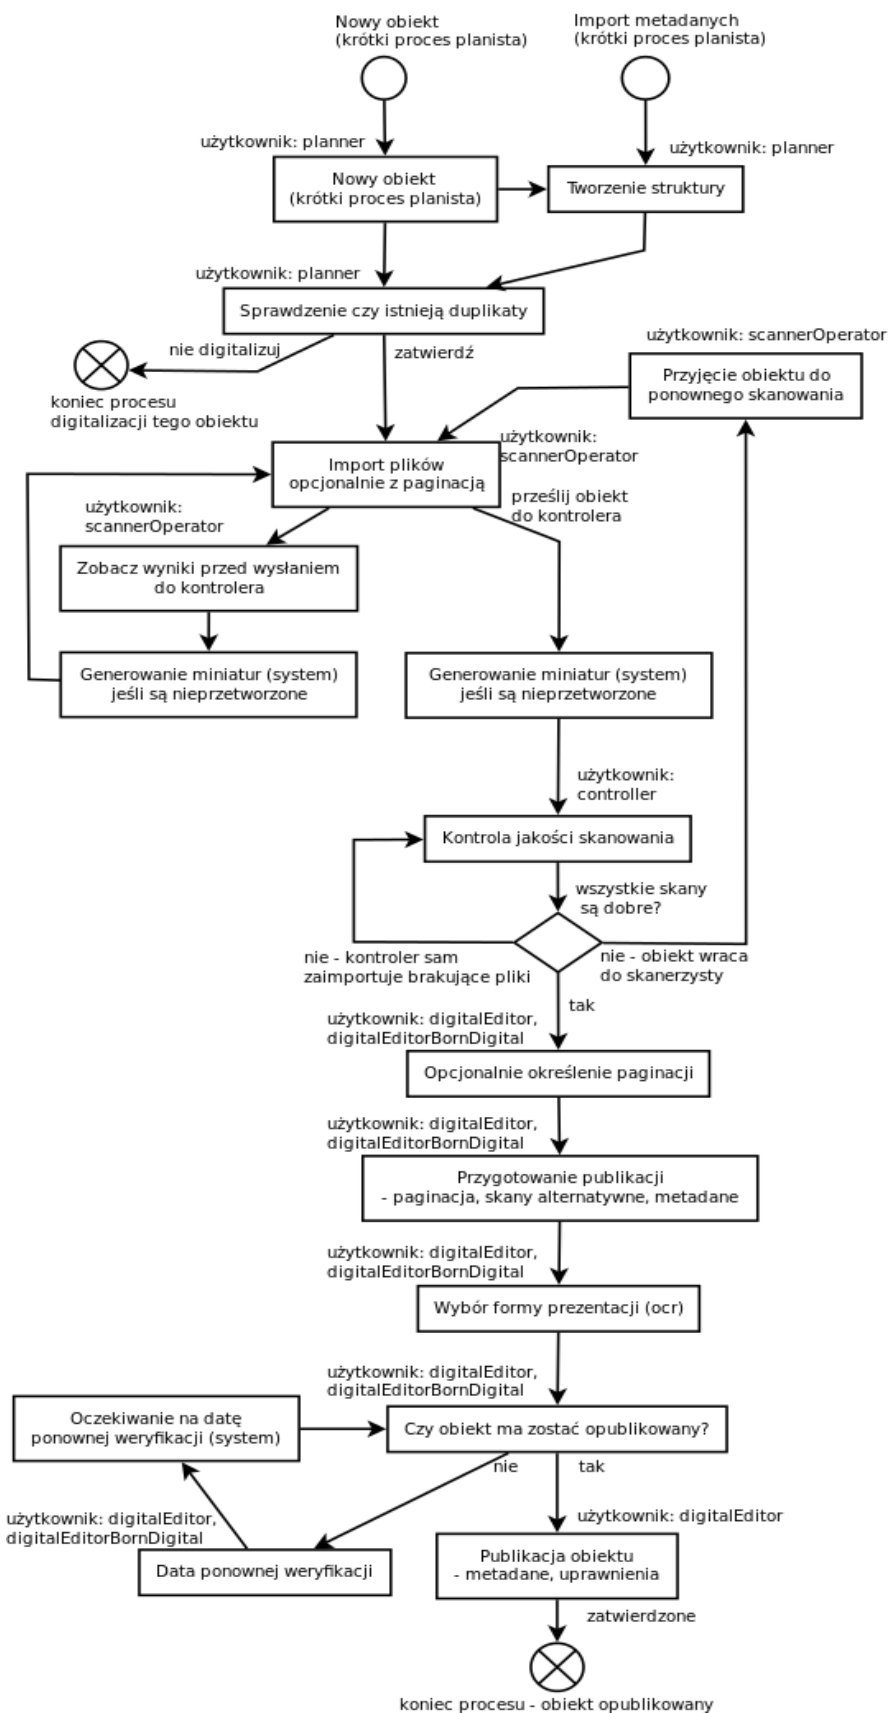 Nowy obiekt
(krótki proces planista)
Import metadanych
(krótki proces planista)
użytkownik: planner
użytkownik: planner
Nowy obiekt
(krótki proces planista)
Tworzenie struktury
użytkownik: planner
Sprawdzenie czy istnieją duplikaty
nie digitalizuj
zatwierdź
koniec procesu
digitalizacji tego obiektu
użytkownik: scannerOperator
Przyjęcie obiektu do
ponownego skanowania
użytkownik:
scannerOperator
Import plików
opcjonalnie z paginacją
prześlij obiekt
do kontrolera
użytkownik:
scannerOperator
Zobacz wyniki przed wysłaniem
do kontrolera
Generowanie miniatur (system)
jeśli są nieprzetworzone
Generowanie miniatur (system)
jeśli są nieprzetworzone
użytkownik:
controller
Kontrola jakości skanowania
wszystkie skany
są dobre?
nie - kontroler sam
zaimportuje brakujące pliki
nie - obiekt wraca
do skanerzysty
tak
użytkownik: digitalEditor,
digitalEditorBornDigital
Opcjonalnie określenie paginacji
użytkownik: digitalEditor,
digitalEditorBornDigital
Przygotowanie publikacji
- paginacja, skany alternatywne, metadane
użytkownik: digitalEditor,
digitalEditorBornDigital
Wybór formy prezentacji (ocr)
użytkownik: digitalEditor,
digitalEditorBornDigital
Oczekiwanie na datę
ponownej weryfikacji (system)
Czy obiekt ma zostać opublikowany?
nie
tak
użytkownik: digitalEditor,
digitalEditorBornDigital
użytkownik: digitalEditor
Data ponownej weryfikacji
Publikacja obiektu
- metadane, uprawnienia
zatwierdzone
koniec procesu - obiekt opublikowany